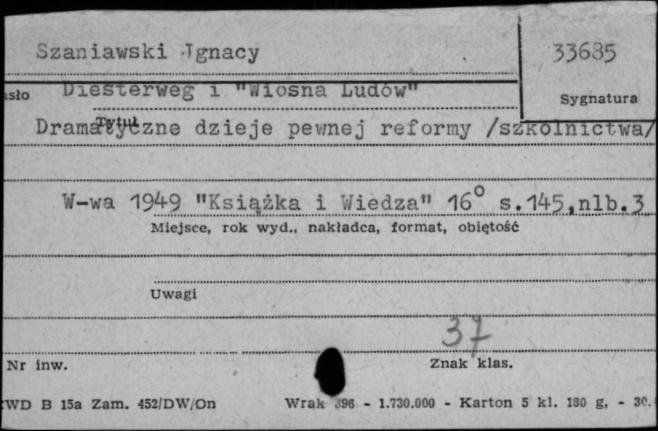 Szaniawski Ignacy
33685
asło Diesterweg i "Wiosna Ludów"
Sygnatura
Tytuł
Dramatyczne dzieje pewnej reformy /szkolnictwa/
W-wa 1949 "Książka i Wiedza" 16° s.145,nlb.3
Miejsce, rok wyd., nakładca, format, objętość
Uwagi
37
Nr inw.
Znak klas.
WD B 15a Zam. 452/DW/On Wrak 396 - 1.730.000 - Karton 5 kl. 180 g. - 30.